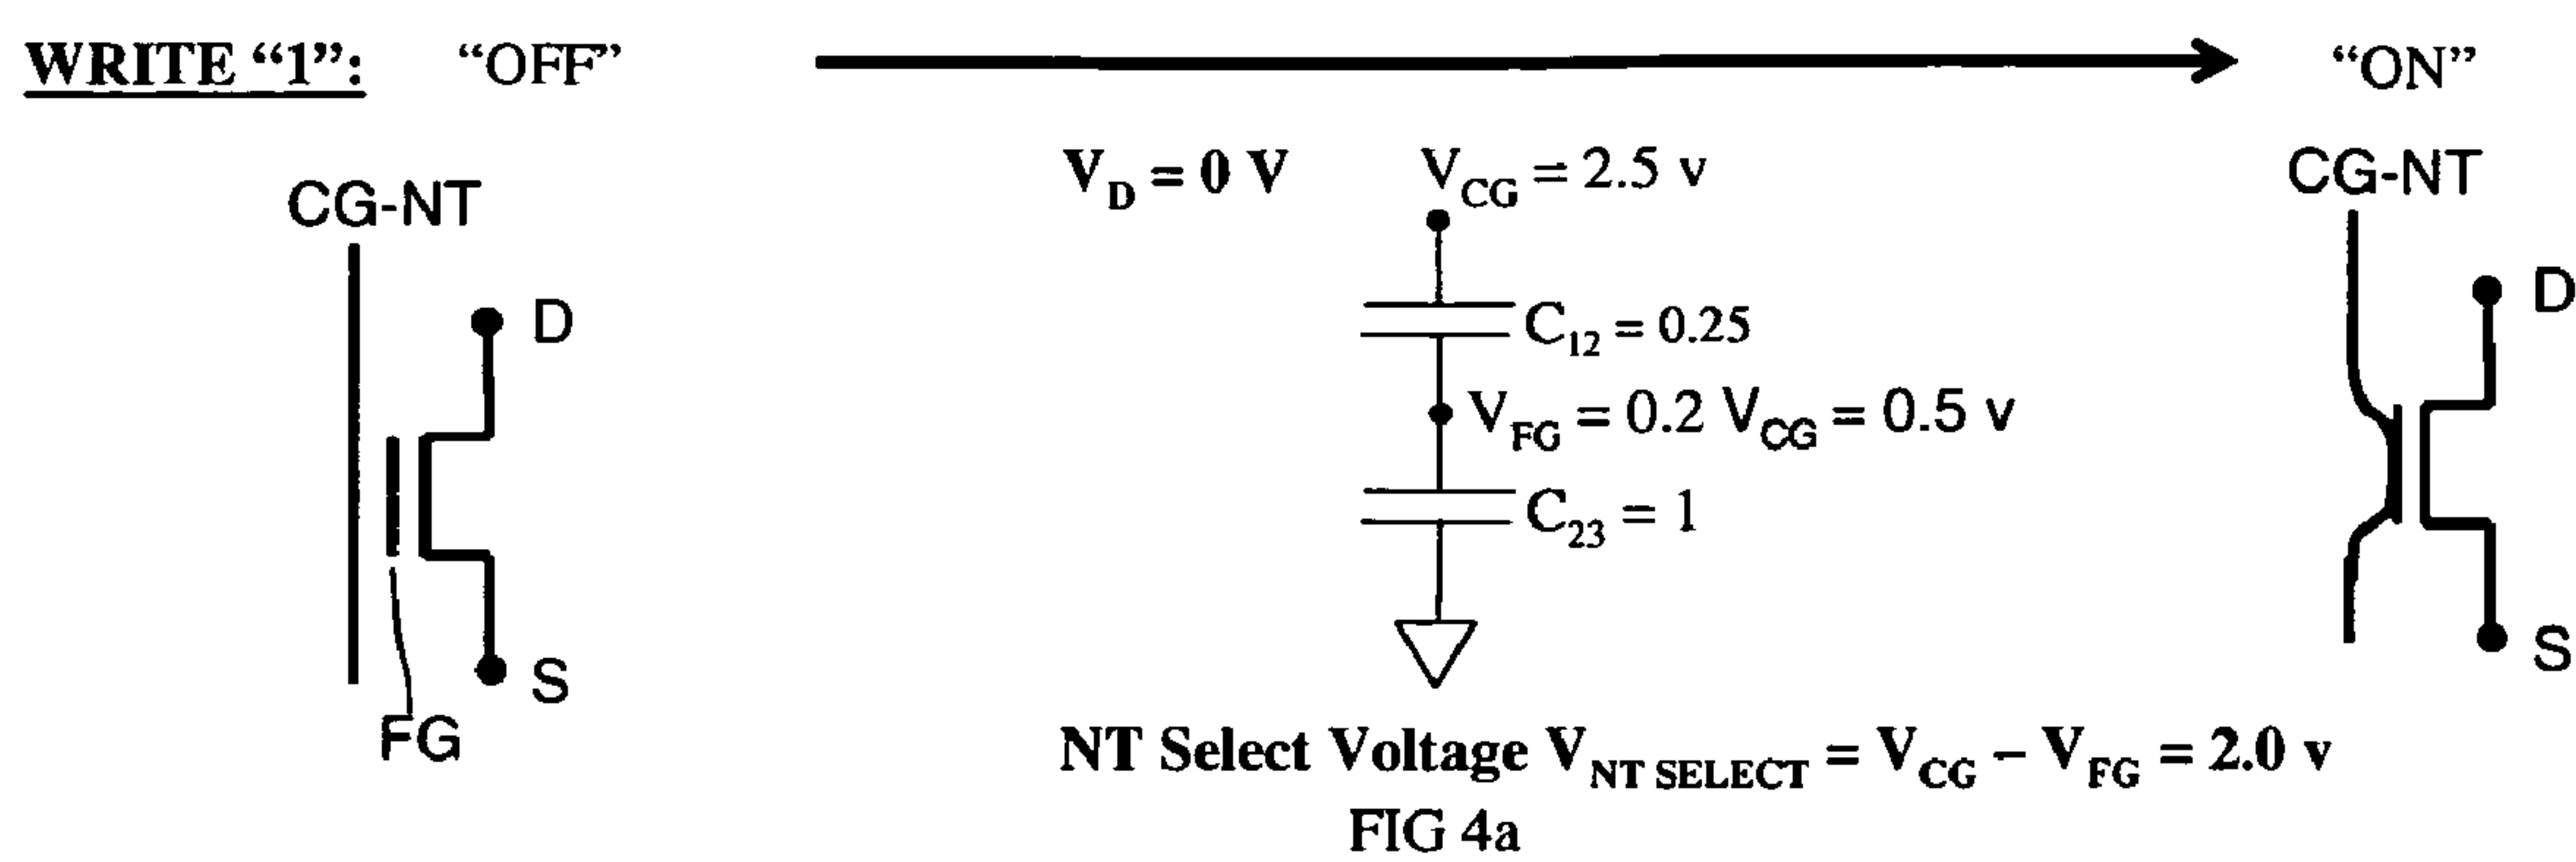 WRITE “1”: “OFF” “ON”
V_D = 0 V V_CG = 2.5 v
CG-NT
CG-NT
D
C_12 = 0.25
D
V_FG = 0.2 V_CG = 0.5 v
C_23 = 1
S
S
FG
NT Select Voltage V_NT SELECT = V_CG – V_FG = 2.0 v
FIG 4a